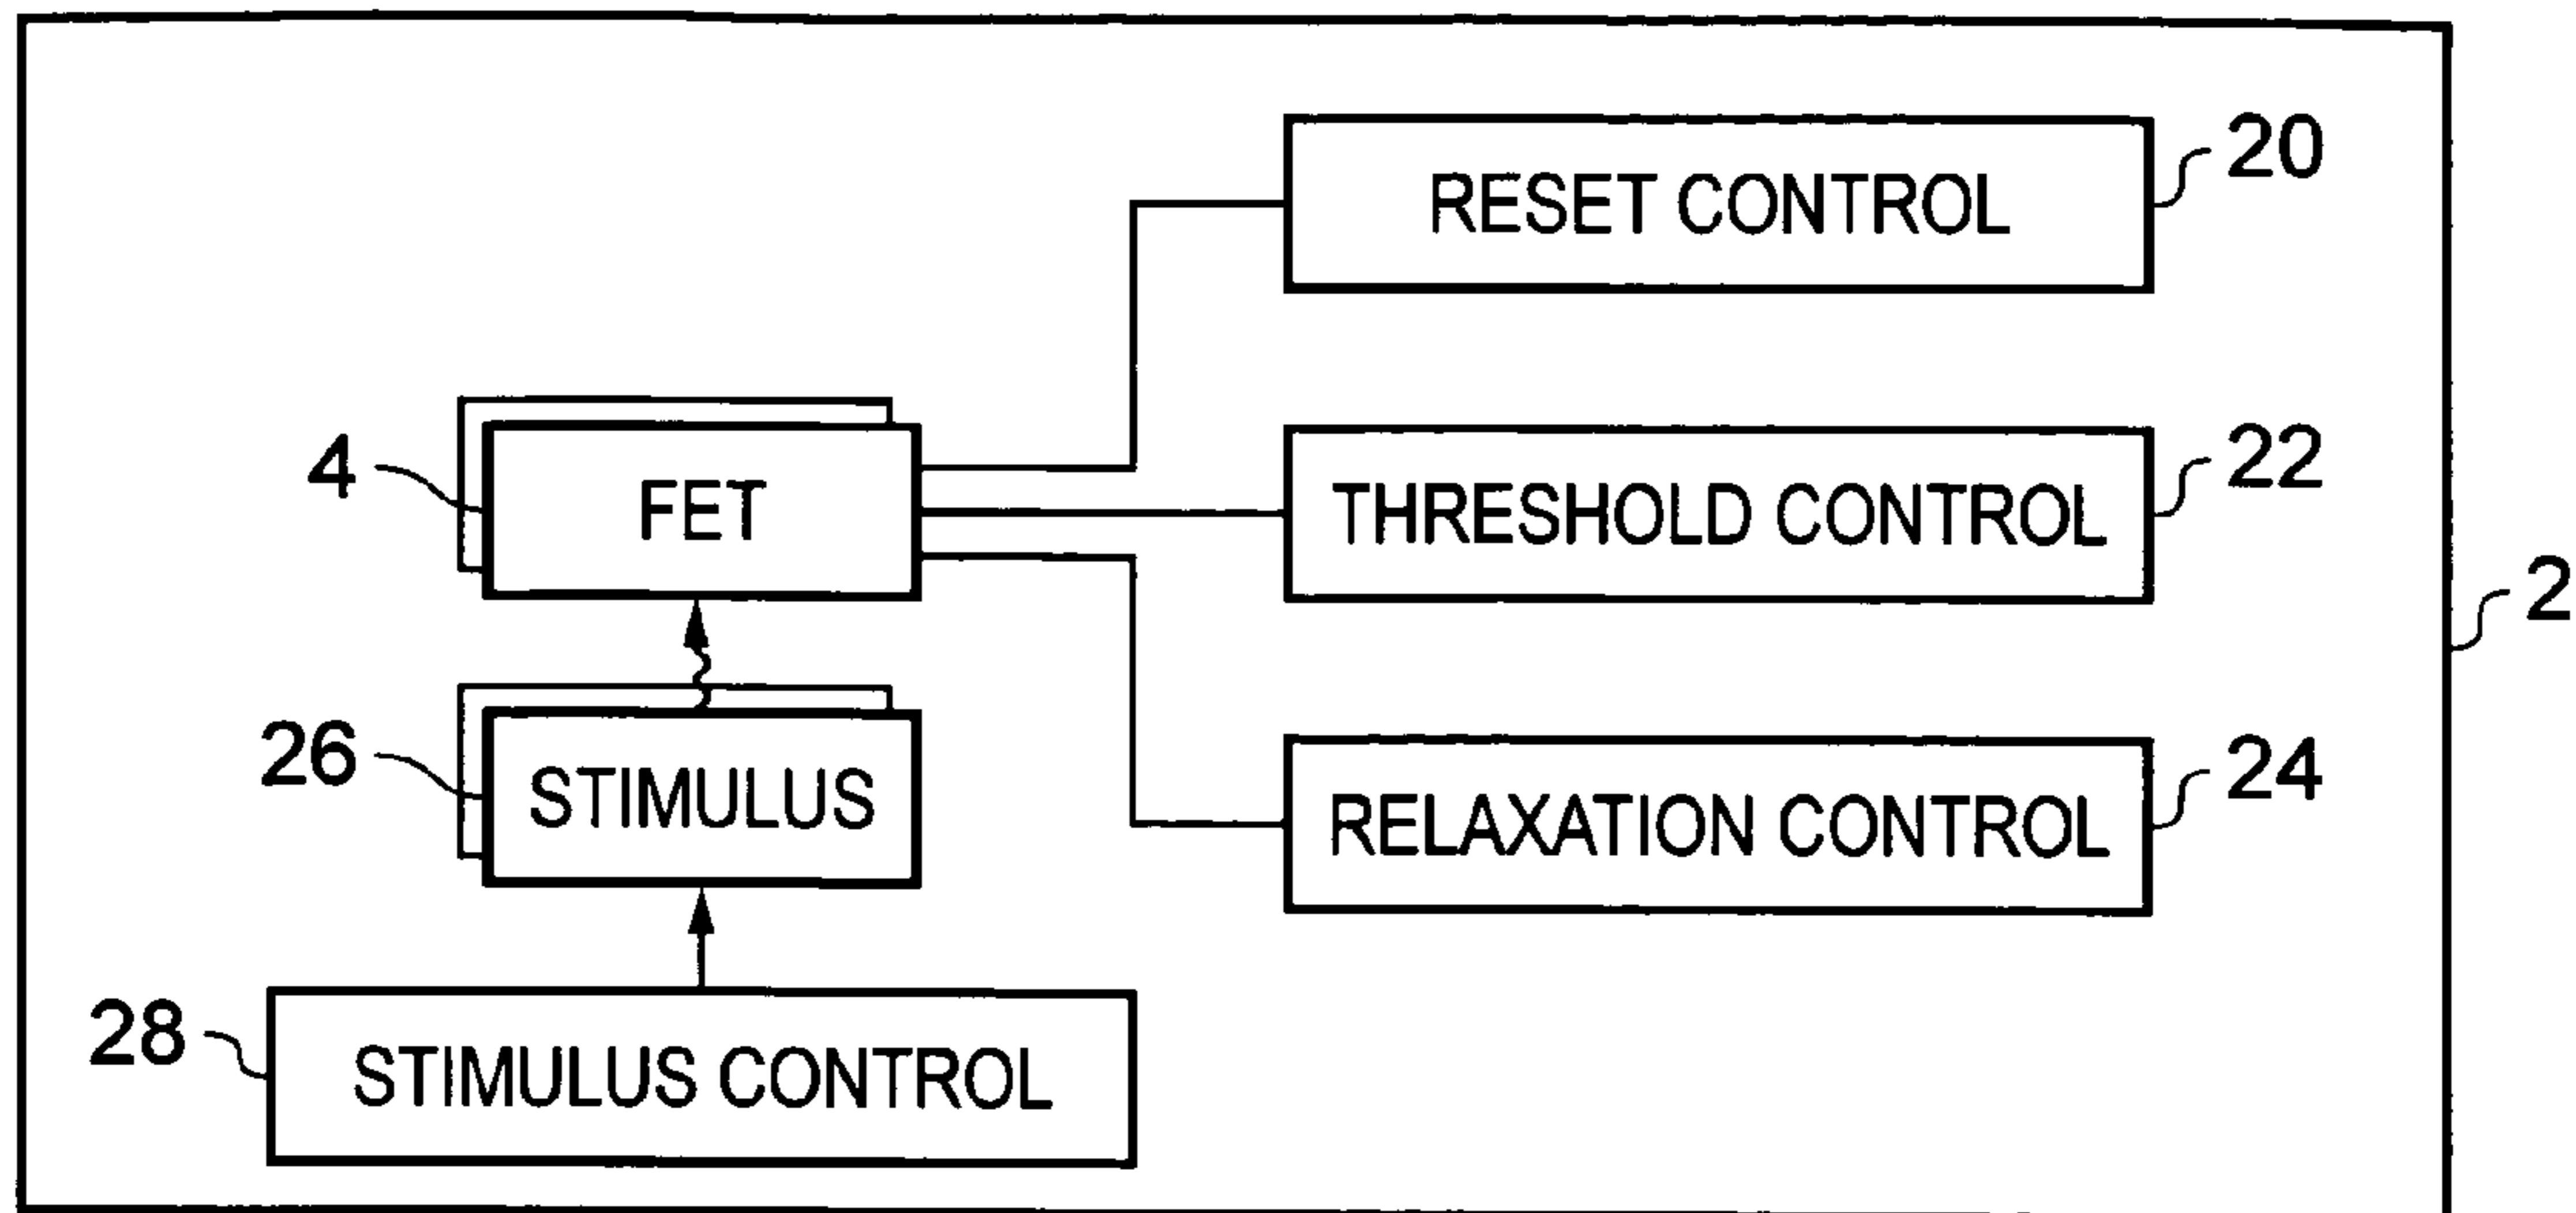 RESET CONTROL
20
4
FET
THRESHOLD CONTROL
22
2
26
STIMULUS
RELAXATION CONTROL
24
28
STIMULUS CONTROL